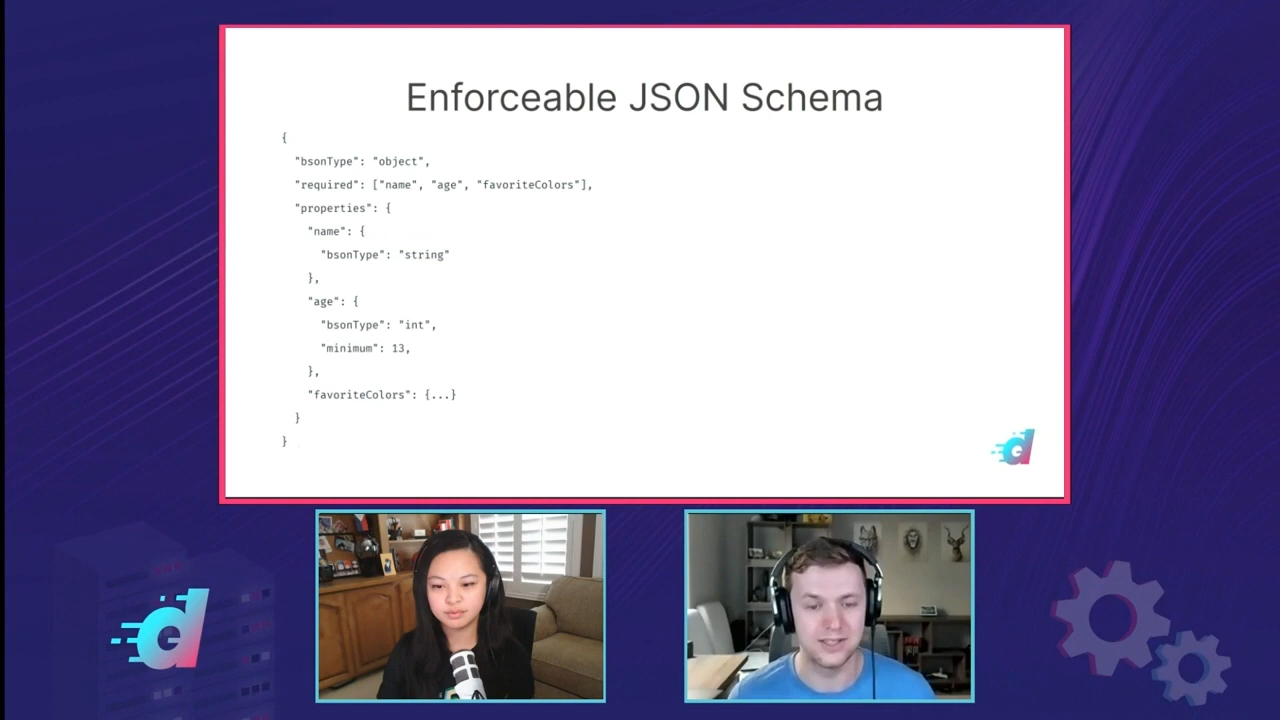 Enforceable JSON Schema
{
"bsonType": "object",
"required": ["name", "age", "favoriteColors"],
"properties": {
"name": {
"bsonType": "string"
},
"age": {
"bsonType": "int",
"minimum": 13,
},
"favoriteColors": {...}
}
}